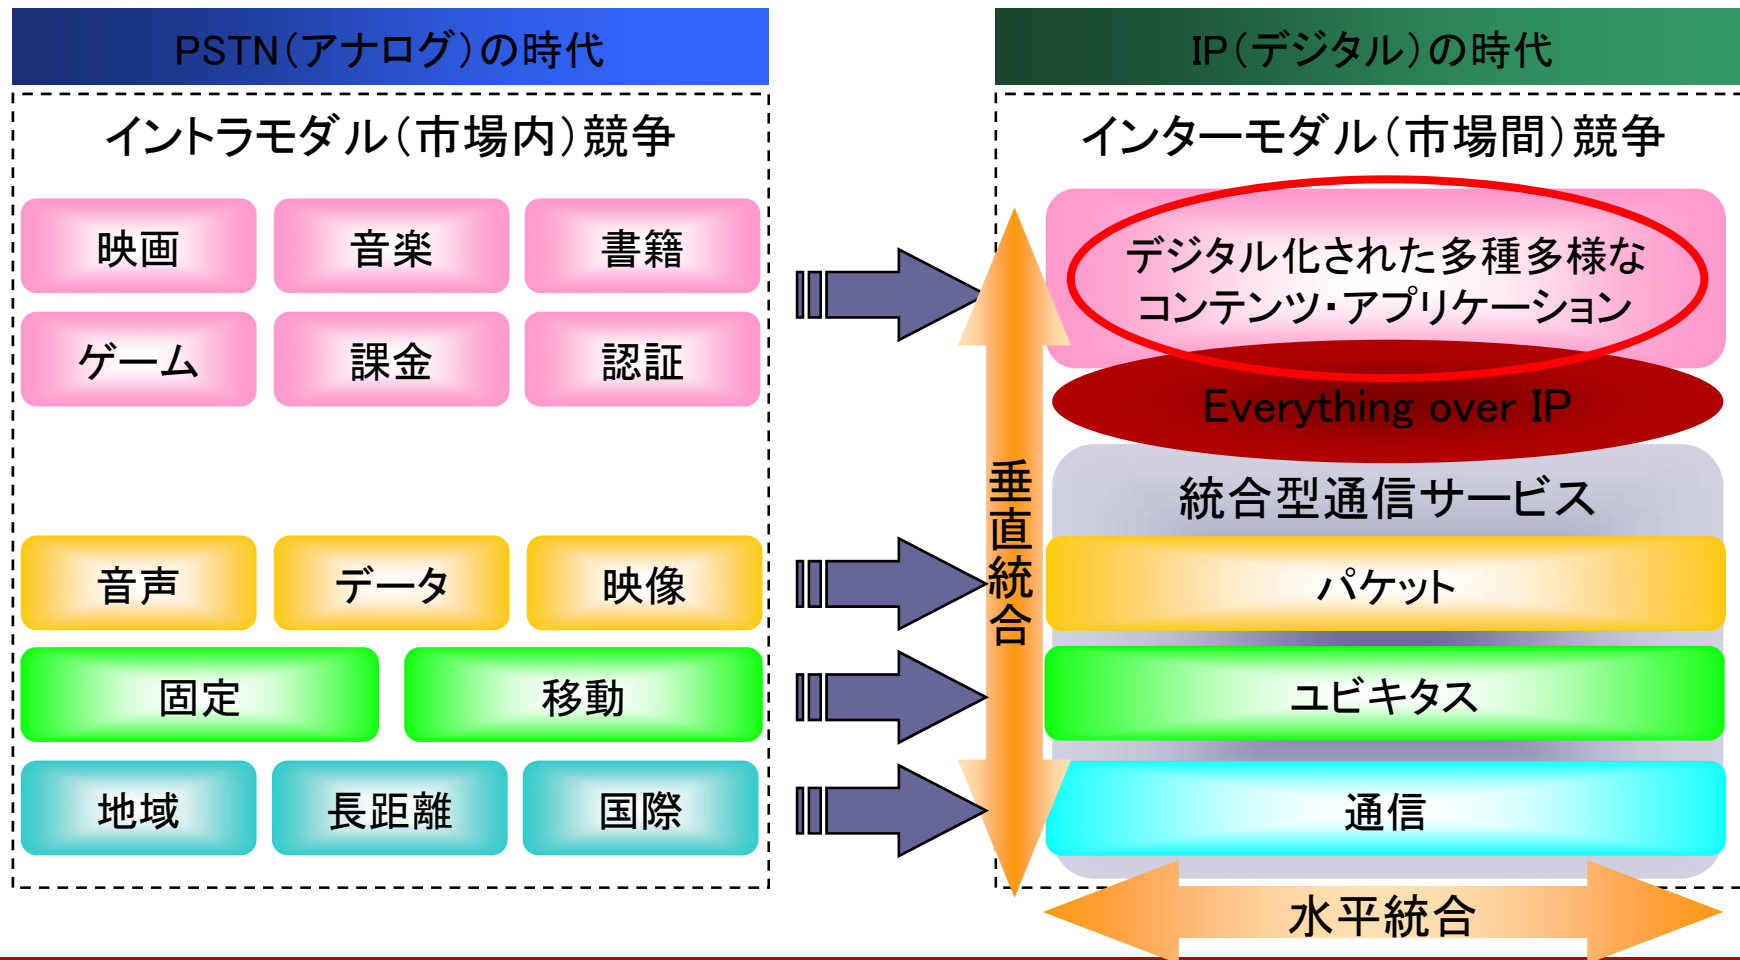 PSTN(アナログ)の時代
イントラモダル(市場内)競争
映画
音楽
書籍
ゲーム
課金
認証
音声
データ
映像
固定
移動
地域
長距離
国際
IP(デジタル)の時代
インターモダル(市場間)競争
デジタル化された多種多様な
コンテンツ・アプリケーション
Everything over IP
統合型通信サービス
パケット
ユビキタス
通信
垂直統合
水平統合